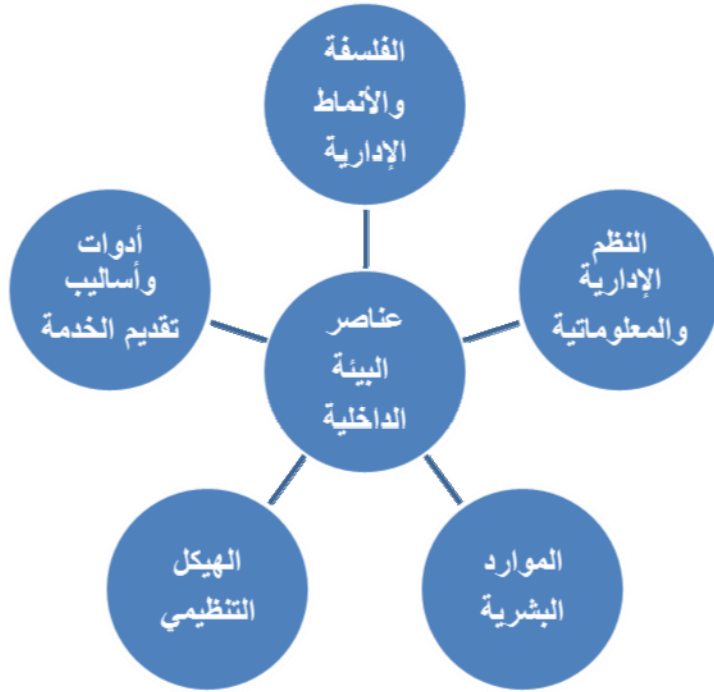 الفلسفة
والأنماط
الإدارية
النظم
الإدارية
والمعلوماتية
أدوات
وأساليب
تقديم الخدمة
عناصر
البيئة
الداخلية
الموارد
البشرية
الهيكل
التنظيمي